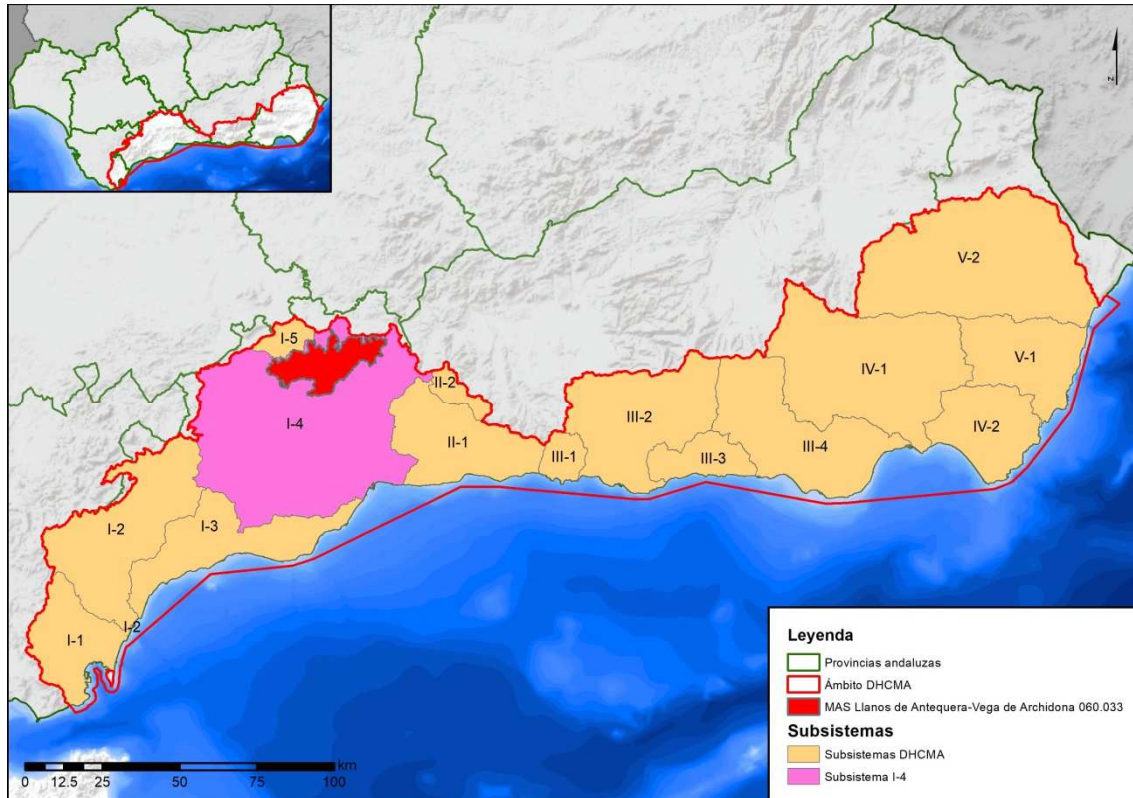 N
V-2
I-5
II-2
IV-1
V-1
I-4
II-1
III-2
IV-2
III-1
III-3
III-4
I-2
I-3
I-1
I-2
Leyenda
Provincias andaluzas
Ámbito DHCMA
MAS Llanos de Antequera-Vega de Archidona 060.033
Subsistemas
Subsistemas DHCMA
Subsistema I-4
km
0 12.5 25 50 75 100